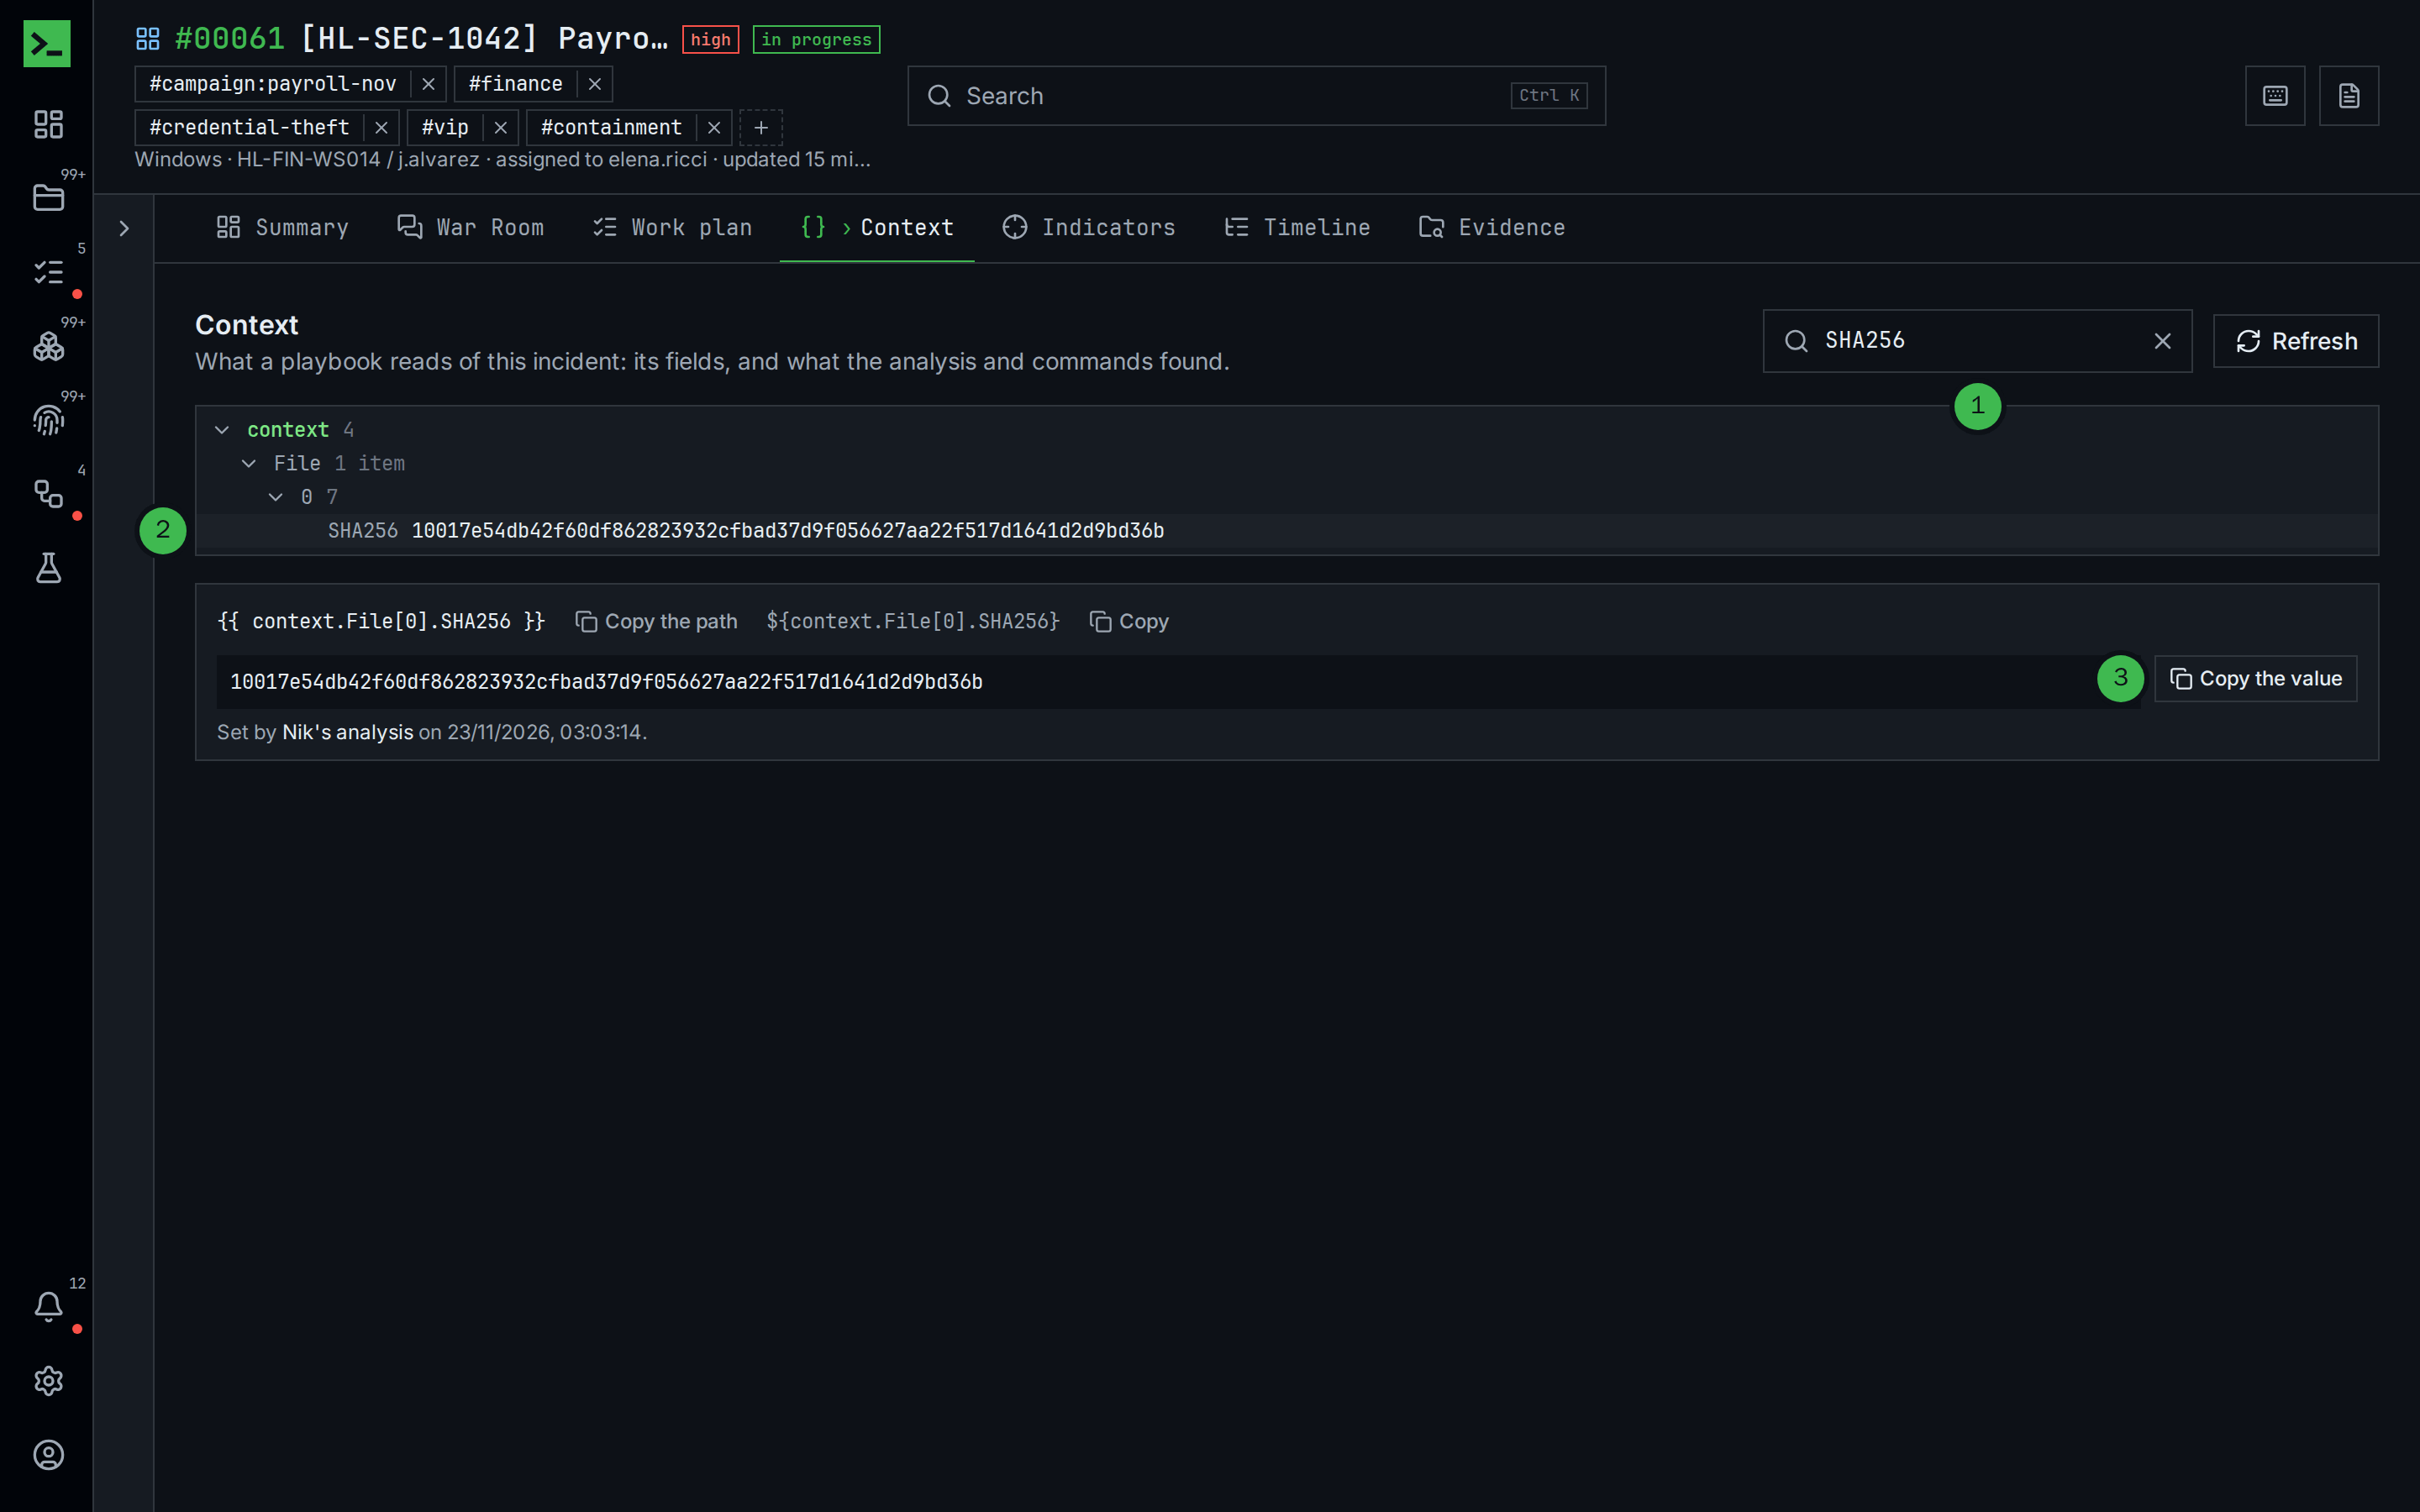 #00061 [HL-SEC-1042] Payro… high in progress
#campaign:payroll-nov #finance
Search Ctrl K
#credential-theft #vip #containment +
Windows · HL-FIN-WS014 / j.alvarez · assigned to elena.ricci · updated 15 mi…
99+
5
99+
99+
4
12
Summary War Room Work plan {} › Context Indicators Timeline Evidence
Context
What a playbook reads of this incident: its fields, and what the analysis and commands found.
SHA256
Refresh
1
context 4
File 1 item
0 7
2
SHA256 10017e54db42f60df862823932cfbad37d9f056627aa22f517d1641d2d9bd36b
{{ context.File[0].SHA256 }} Copy the path ${context.File[0].SHA256} Copy
10017e54db42f60df862823932cfbad37d9f056627aa22f517d1641d2d9bd36b
3
Copy the value
Set by Nik's analysis on 23/11/2026, 03:03:14.